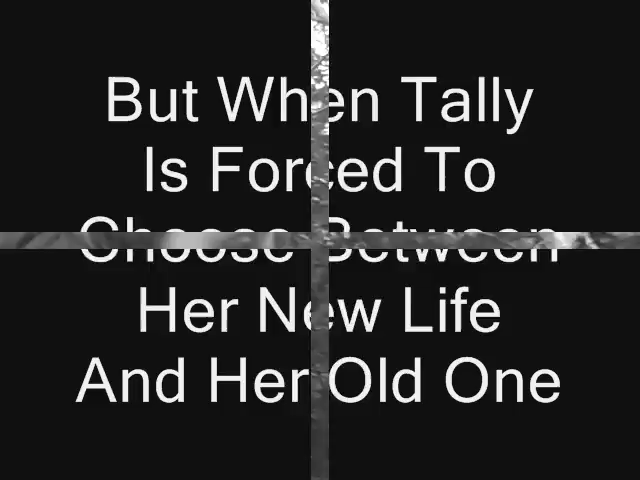 But When Tally
Is Forced To
Choose Between
Her New Life
And Her Old One